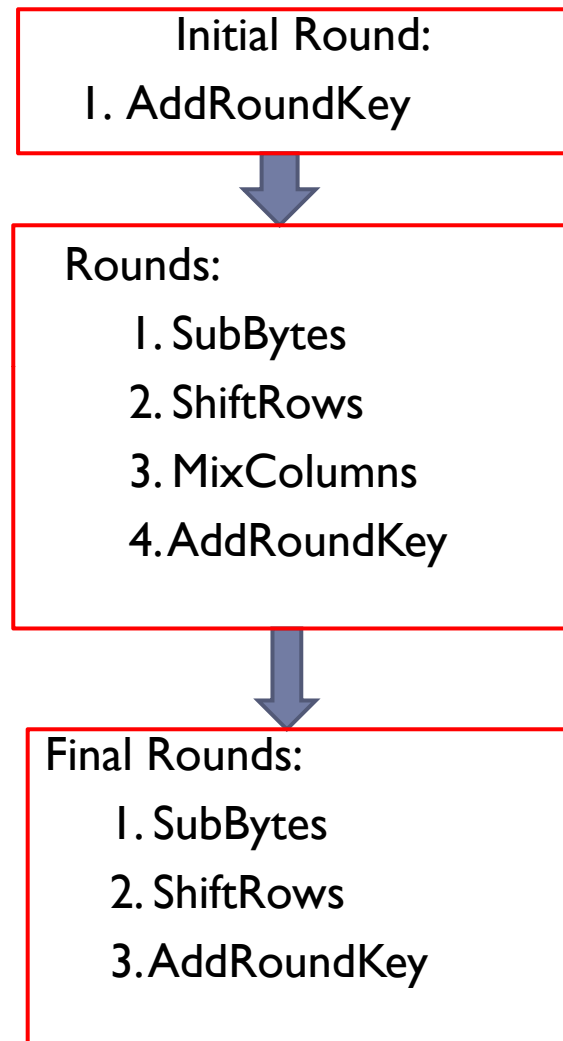 Initial Round:
1. AddRoundKey
Rounds:
1. SubBytes
2. ShiftRows
3. MixColumns
4. AddRoundKey
Final Rounds:
1. SubBytes
2. ShiftRows
3. AddRoundKey